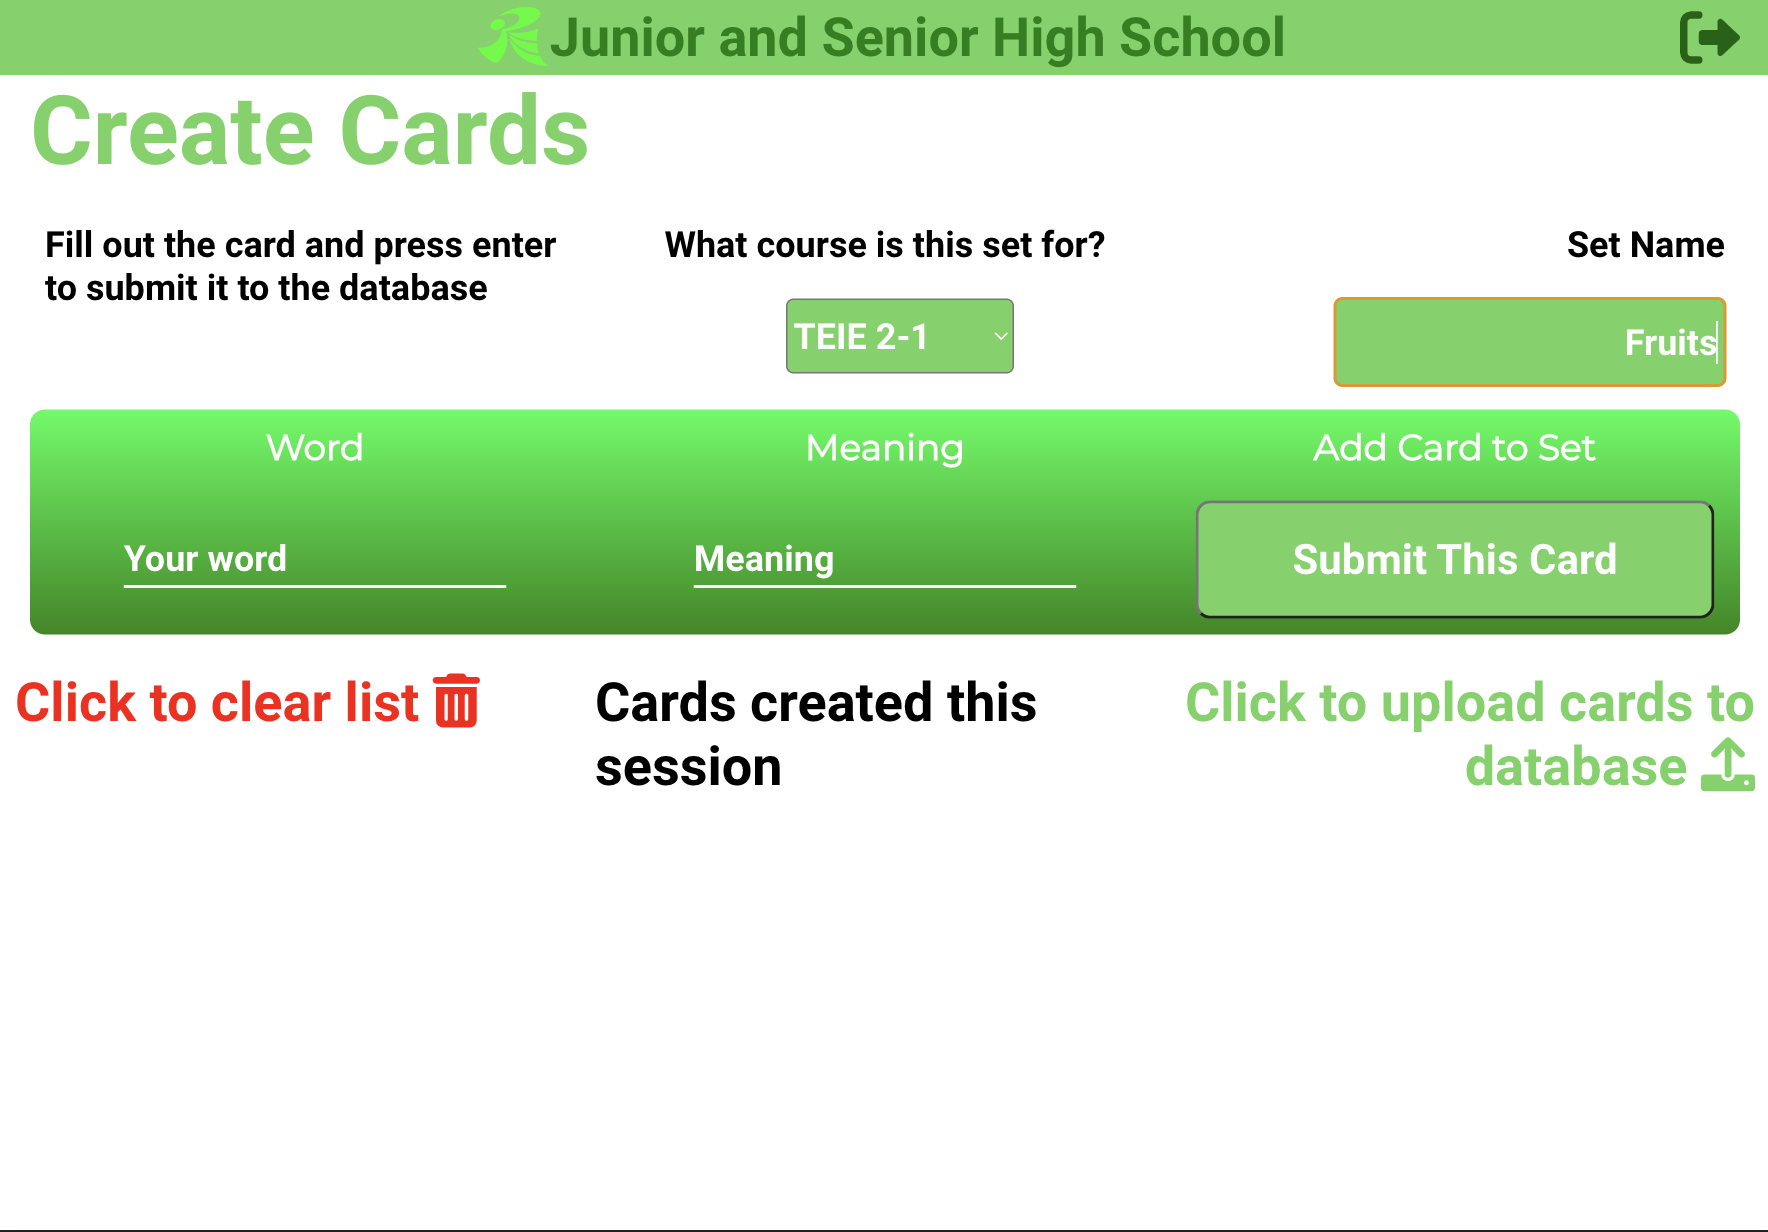 Junior and Senior High School
Create Cards
Fill out the card and press enter
to submit it to the database
What course is this set for?
TEIE 2-1
Set Name
Fruits
Word
Meaning
Add Card to Set
Your word
Meaning
Submit This Card
Click to clear list
Cards created this
session
Click to upload cards to
database